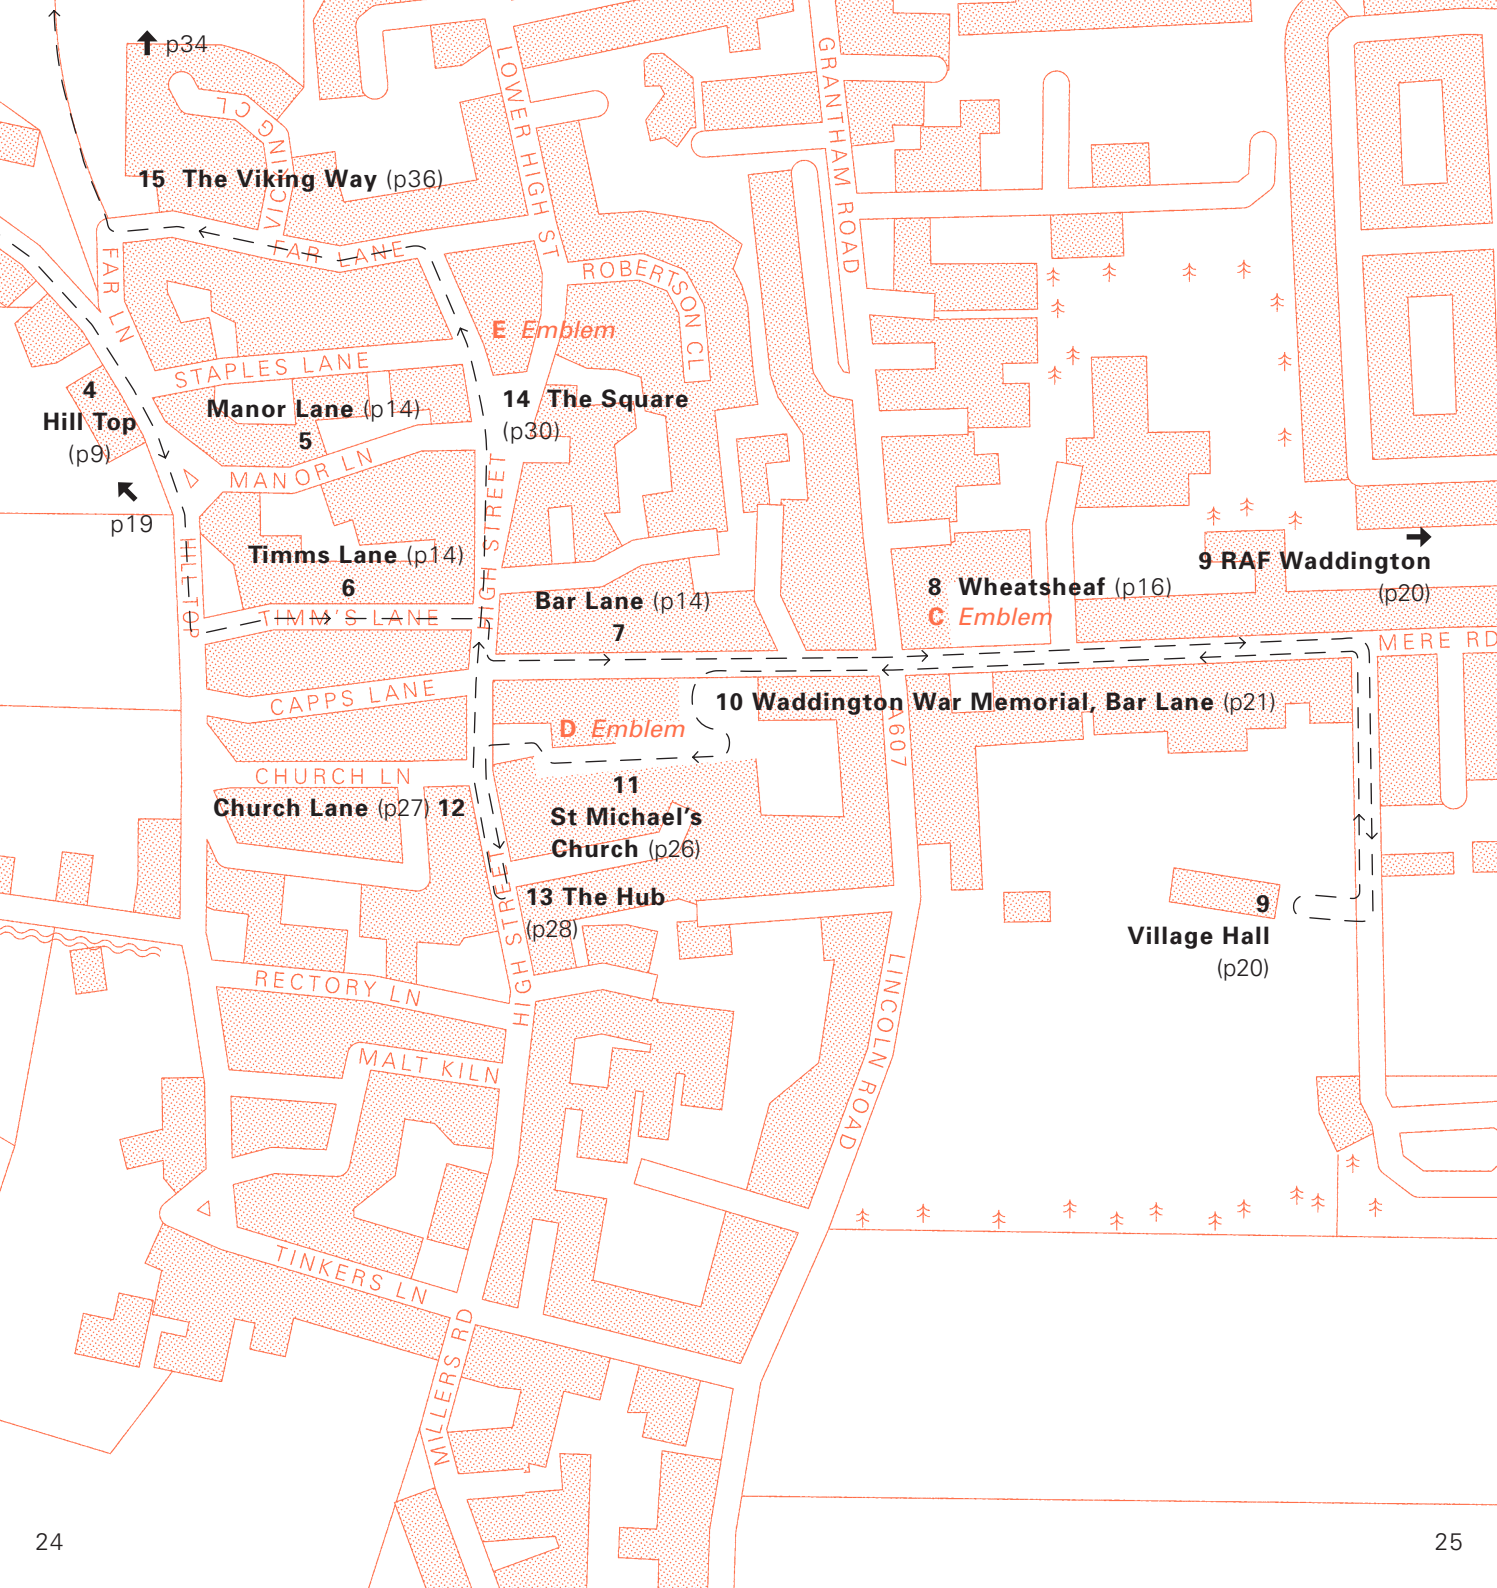 p34
VICINING CL
LOWER HIGH ST
GRANTHAM ROAD
15 The Viking Way (p36)
FAR LANE
FAR LN
ROBERTSON CL
E Emblem
STAPLES LANE
4
Hill Top
(p9)
Manor Lane (p14)
5
14 The Square
(p30)
MANOR LN
p19
HIGH STREET
HILL TOP
Timms Lane (p14)
6
TIMM'S LANE
Bar Lane (p14)
7
8 Wheatsheaf (p16)
C Emblem
9 RAF Waddington
(p20)
MERE RD
CAPPS LANE
10 Waddington War Memorial, Bar Lane (p21)
A607
D Emblem
CHURCH LN
Church Lane (p27) 12
11
St Michael’s
Church (p26)
13 The Hub
(p28)
HIGH STREET
9
Village Hall
(p20)
RECTORY LN
LINCOLN ROAD
MALT KILN
TINKERS LN
MILLERS RD
24
25